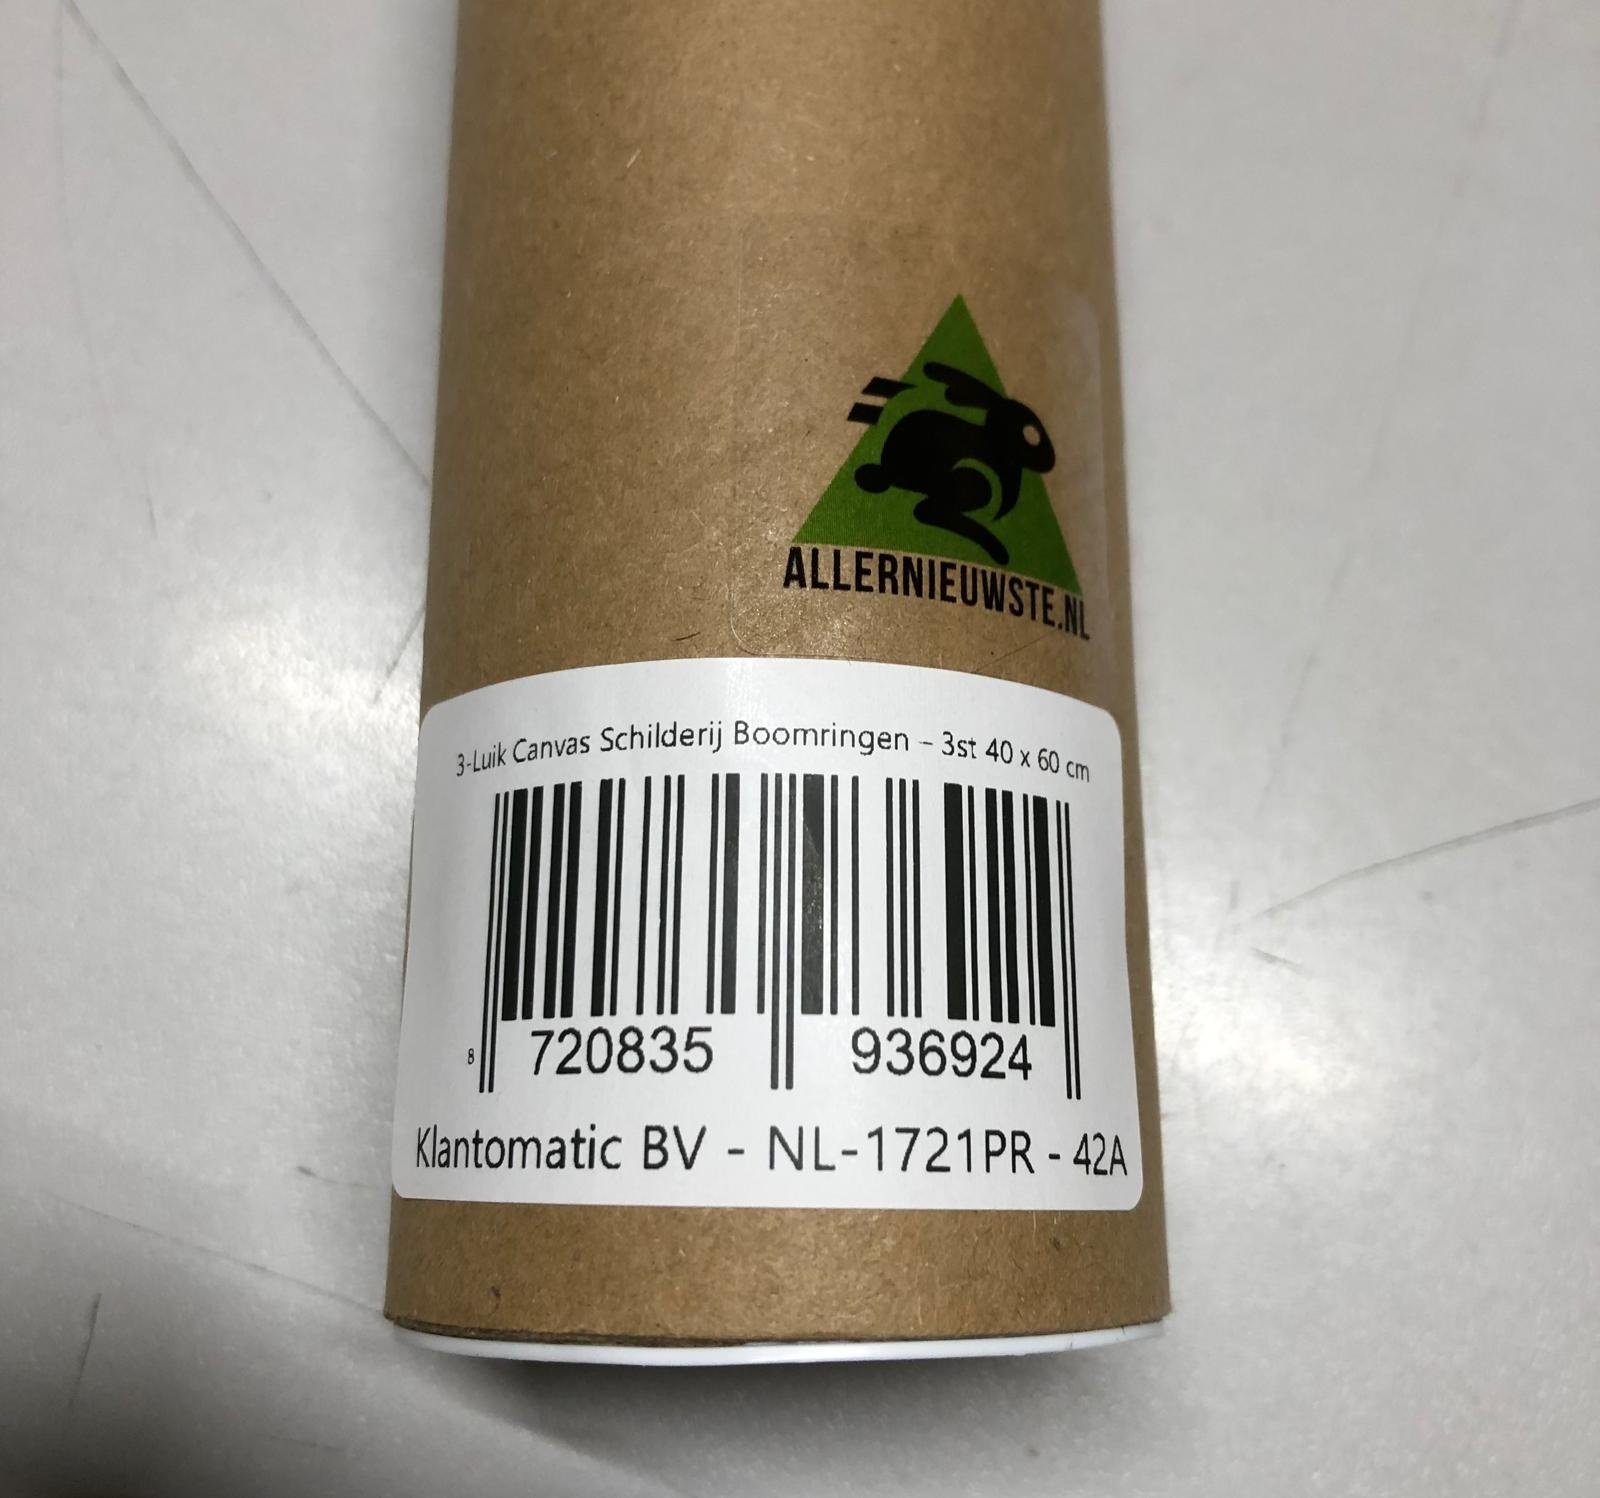 ALLERNIEUWSTE.NL
3-Luik Canvas Schilderij Boomringen – 3st 40 x 60 cm
8 720835 936924
Klantomatic BV - NL-1721PR - 42A